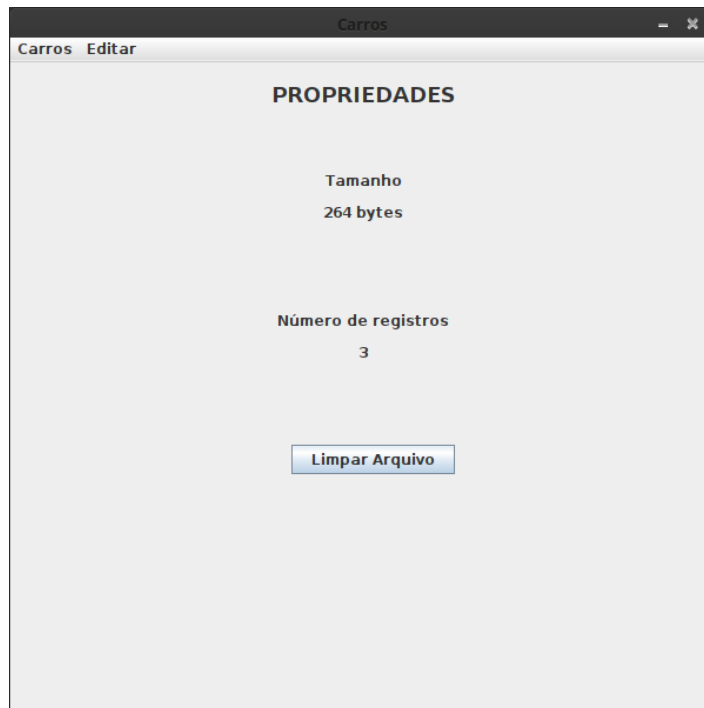 Carros
Carros Editar
PROPRIEDADES
Tamanho
264 bytes
Número de registros
3
Limpar Arquivo